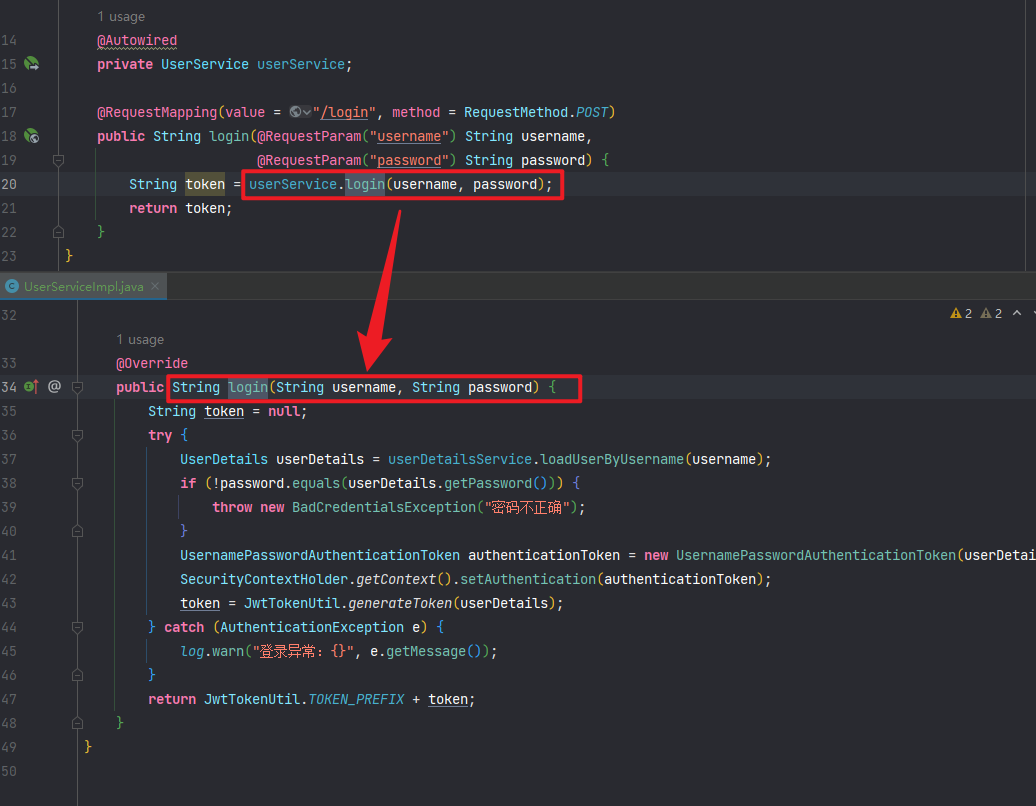 1 usage
14 @Autowired
15 private UserService userService;
16
17 @RequestMapping(value = "/login", method = RequestMethod.POST)
18 public String login(@RequestParam("username") String username,
19 @RequestParam("password") String password) {
20 String token = userService.login(username, password);
21 return token;
22 }
23 }
UserServiceImpl.java
32 2 2
1 usage
33 @Override
34 @ public String login(String username, String password) {
35 String token = null;
36 try {
37 UserDetails userDetails = userDetailsService.loadUserByUsername(username);
38 if (!password.equals(userDetails.getPassword())) {
39 throw new BadCredentialsException("密码不正确");
40 }
41 UsernamePasswordAuthenticationToken authenticationToken = new UsernamePasswordAuthenticationToken(userDetai
42 SecurityContextHolder.getContext().setAuthentication(authenticationToken);
43 token = JwtTokenUtil.generateToken(userDetails);
44 } catch (AuthenticationException e) {
45 log.warn("登录异常: {}", e.getMessage());
46 }
47 return JwtTokenUtil.TOKEN_PREFIX + token;
48 }
49 }
50